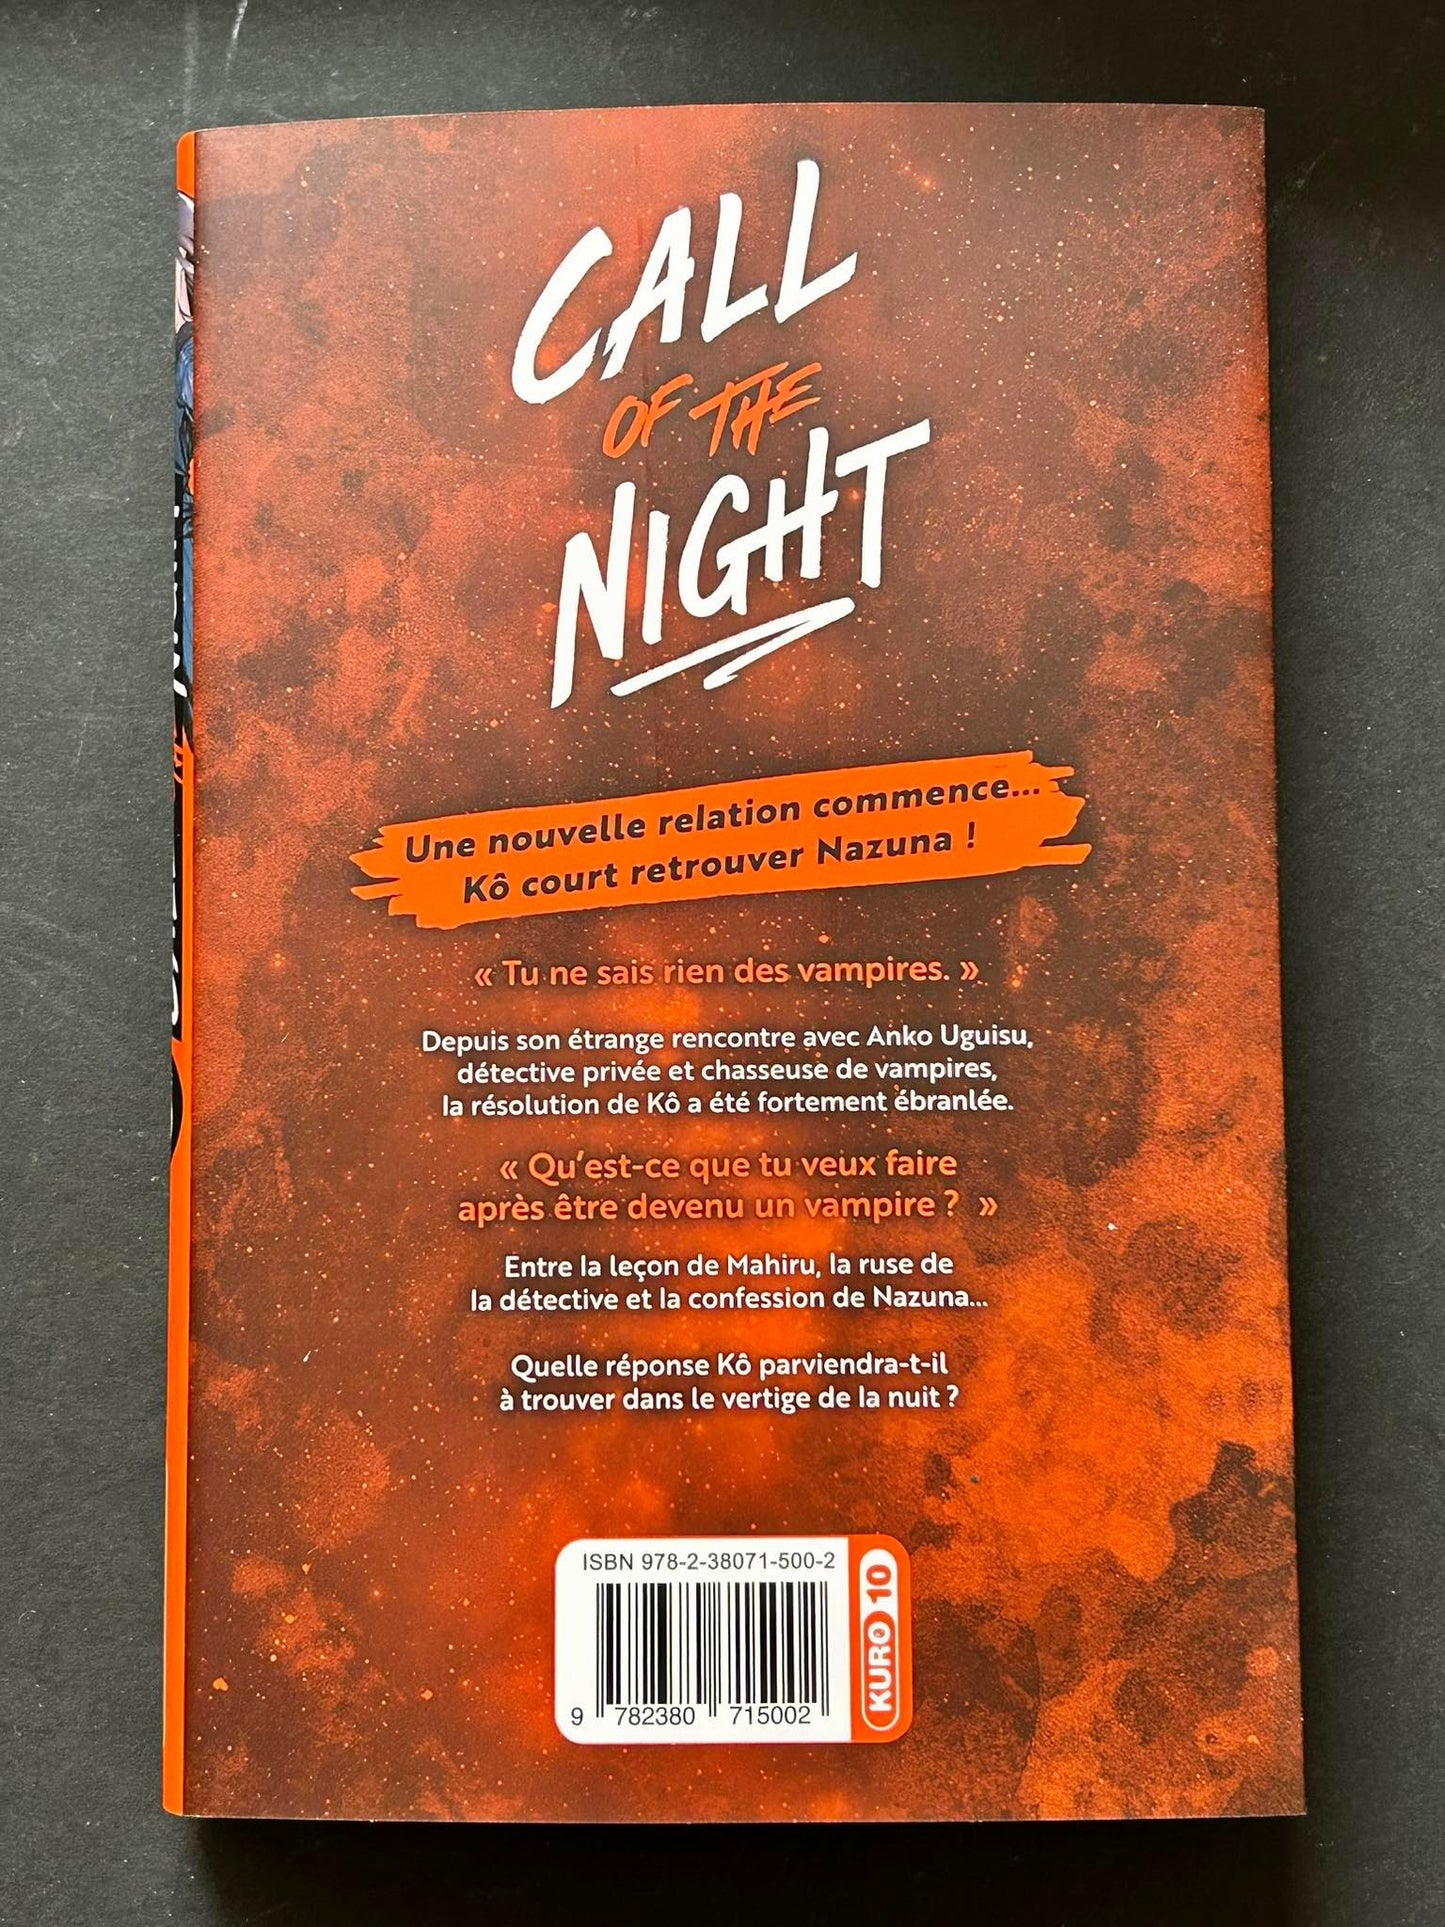 CALL
OF THE
NIGHT
Une nouvelle relation commence...
Kô court retrouver Nazuna !
« Tu ne sais rien des vampires. »
Depuis son étrange rencontre avec Anko Uguisu,
détective privée et chasseuse de vampires,
la résolution de Kô a été fortement ébranlée.
« Qu'est-ce que tu veux faire
après être devenu un vampire ? »
Entre la leçon de Mahiru, la ruse de
la détective et la confession de Nazuna...
Quelle réponse Kô parviendra-t-il
à trouver dans le vertige de la nuit ?
ISBN 978-2-38071-500-2
9 782380 715002
KURO 10